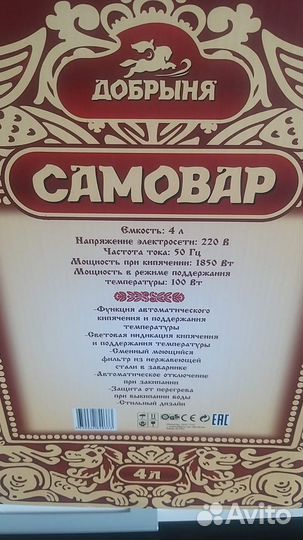 ДОБРЫНЯ
САМОВАР
Емкость: 4 л
Напряжение электросети: 220 В
Частота тока: 50 Гц
Мощность при кипячении: 1850 Вт
Мощность в режиме поддержания
температуры: 100 Вт
-Функция автоматического
кипячения и поддержания
температуры
-Световая индикация кипячения
и поддержания температуры
-Сменный моющийся
фильтр из нержавеющей
стали в заварнике
-Автоматическое отключение
при закипании
-Защита от перегрева
при выкипании воды
-Стильный дизайн
CE EAC
4л
Avito